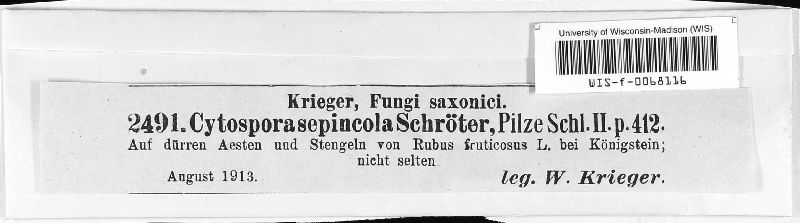 University of Wisconsin-Madison (WIS)
WIS-f-0068116
Krieger, Fungi saxonici.
2491. Cytospora sepincola Schröter, Pilze Schl. II. p. 412.
Auf dürren Aesten und Stengeln von Rubus fruticosus L. bei Königstein;
nicht selten
August 1913. leg. W. Krieger.